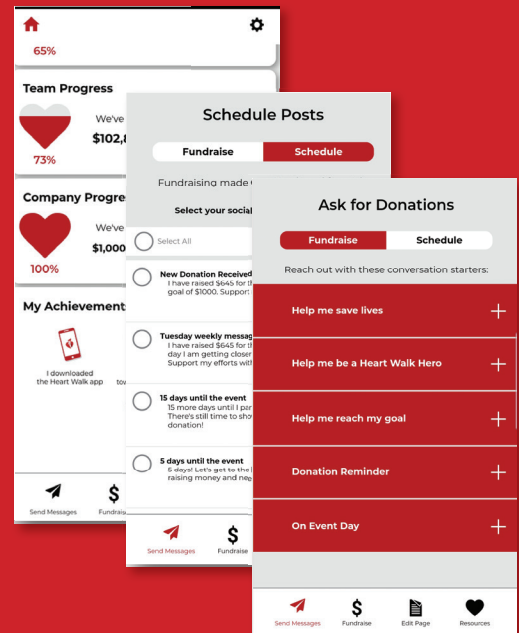 65%
Team Progress
We've
$102,8
73%
Company Progre
We've
$1,000
100%
My Achievement
I downloaded
the Heart Walk app
Send Messages
Schedule Posts
Fundraise
Schedule
Fundraising made
Select your social
Select All
New Donation Received
I have raised $645 for th
goal of $1000. Support
Tuesday weekly messag
I have raised $645 for th
day I am getting closer
Support my efforts with
15 days until the event
15 more days until I par
There's still time to sho
donation!
5 days until the event
5 days! Let's get to the
raising money and nee
Send Messages
Fundraise
Ask for Donations
Fundraise
Schedule
Reach out with these conversation starters:
Help me save lives
Help me be a Heart Walk Hero
Help me reach my goal
Donation Reminder
On Event Day
Send Messages
Fundraise
Edit Page
Resources